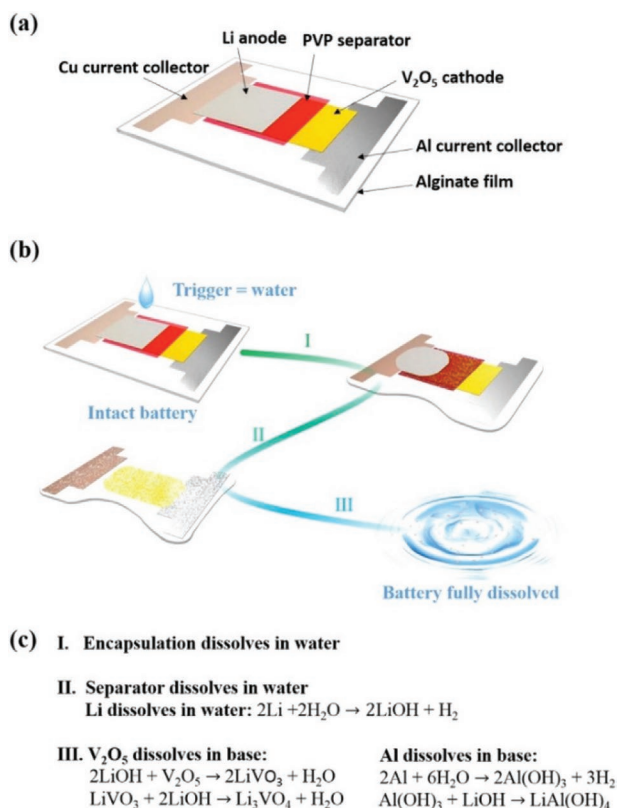 (a)
Li anode
PVP separator
Cu current collector
V₂O₅ cathode
Al current collector
Alginate film
(b)
Trigger = water
I
Intact battery
II
III
Battery fully dissolved
(c) I. Encapsulation dissolves in water
II. Separator dissolves in water
Li dissolves in water: 2Li +2H₂O → 2LiOH + H₂
III. V₂O₅ dissolves in base:
2LiOH + V₂O₅ → 2LiVO₃ + H₂O
LiVO₃ + 2LiOH → Li₃VO₄ + H₂O
Al dissolves in base:
2Al + 6H₂O → 2Al(OH)₃ + 3H₂
Al(OH)₃ + LiOH → LiAl(OH)₄